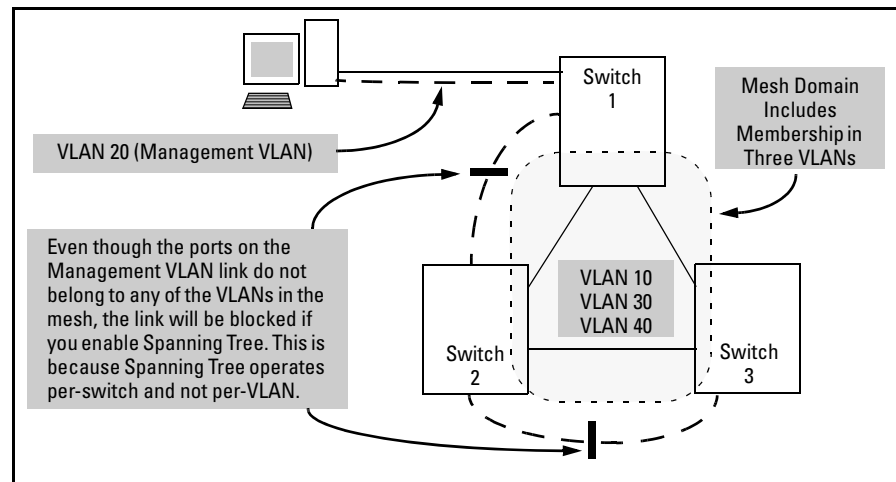 Switch
1
Mesh Domain
Includes
Membership in
Three VLANs
VLAN 20 (Management VLAN)
Even though the ports on the
Management VLAN link do not
belong to any of the VLANs in the
mesh, the link will be blocked if
you enable Spanning Tree. This is
because Spanning Tree operates
per-switch and not per-VLAN.
VLAN 10
VLAN 30
VLAN 40
Switch
2
Switch
3